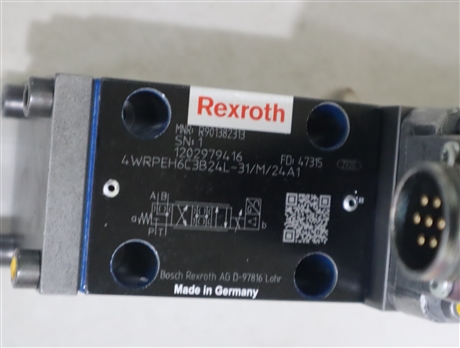 Rexroth
MNR: R901382313
SN: 1
1202979416 FD: 47315
4WRPEH6C3B24L-31/M/24A1
A B
a b
P T
Bosch Rexroth AG D-97816 Lohr
Made in Germany